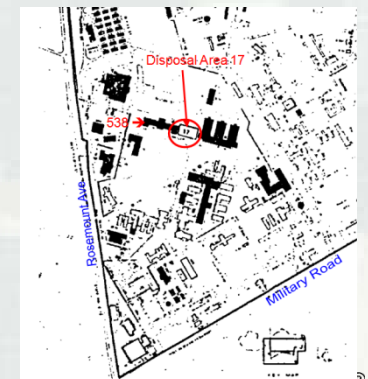 Disposal Area 17
538
17
Rosemount Ave
Military Road